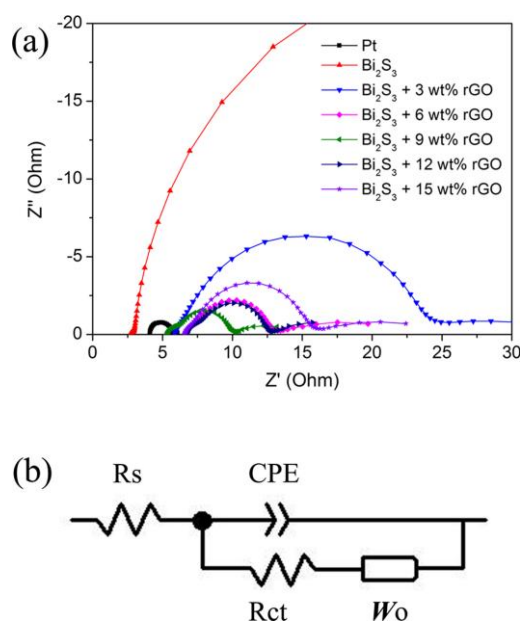 (a)
-20
-15
-10
-5
0
Z" (Ohm)
Pt
Bi₂S₃
Bi₂S₃ + 3 wt% rGO
Bi₂S₃ + 6 wt% rGO
Bi₂S₃ + 9 wt% rGO
Bi₂S₃ + 12 wt% rGO
Bi₂S₃ + 15 wt% rGO
0 5 10 15 20 25 30
Z' (Ohm)
(b)
Rs CPE
Rct Wo